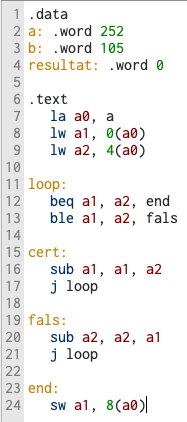 1 .data
2 a: .word 252
3 b: .word 105
4 resultat: .word 0
5
6 .text
7 la a0, a
8 lw a1, 0(a0)
9 lw a2, 4(a0)
10
11 loop:
12 beq a1, a2, end
13 ble a1, a2, fals
14
15 cert:
16 sub a1, a1, a2
17 j loop
18
19 fals:
20 sub a2, a2, a1
21 j loop
22
23 end:
24 sw a1, 8(a0)